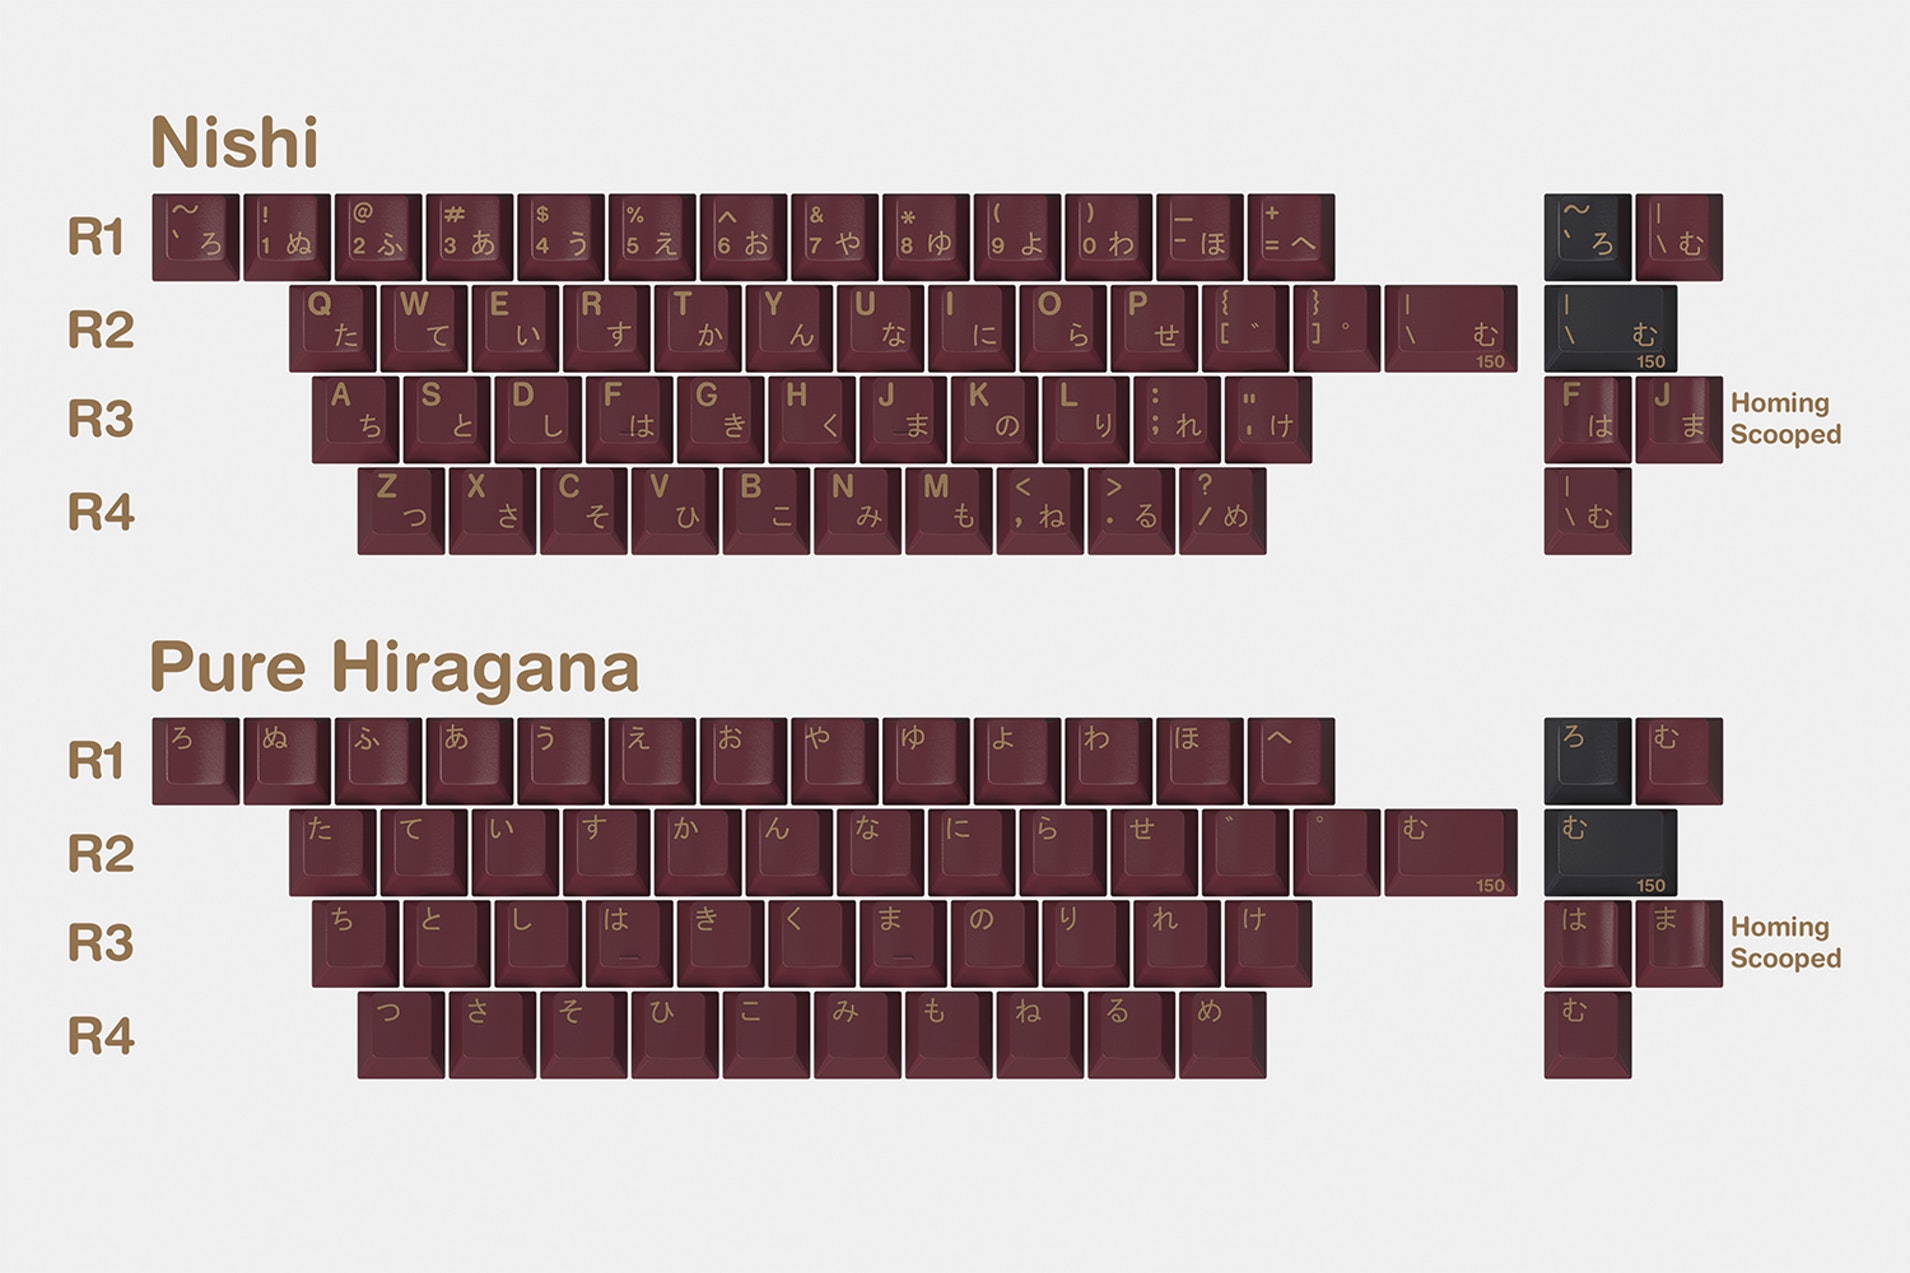 Nishi
R1 ~ ` ろ ! 1 ぬ @ 2 ふ # 3 あ $ 4 う % 5 え ^ 6 お & 7 や * 8 ゆ ( 9 よ ) 0 わ _ - ほ + = へ ~ ` ろ | \ む
R2 Q た W て E い R す T か Y ん U な I に O ら P せ { [ ゛ } ] ゜ | \ む 150 | \ む 150
R3 A ち S と D し F は G き H く J ま K の L り : ; れ " ' け F は J ま Homing Scooped
R4 Z つ X さ C そ V ひ B こ N み M も < , ね > . る ? / め | \ む
Pure Hiragana
R1 ろ ぬ ふ あ う え お や ゆ よ わ ほ へ ろ む
R2 た て い す か ん な に ら せ ゛ ゜ む 150 む 150
R3 ち と し は き く ま の り れ け は ま Homing Scooped
R4 つ さ そ ひ こ み も ね る め む